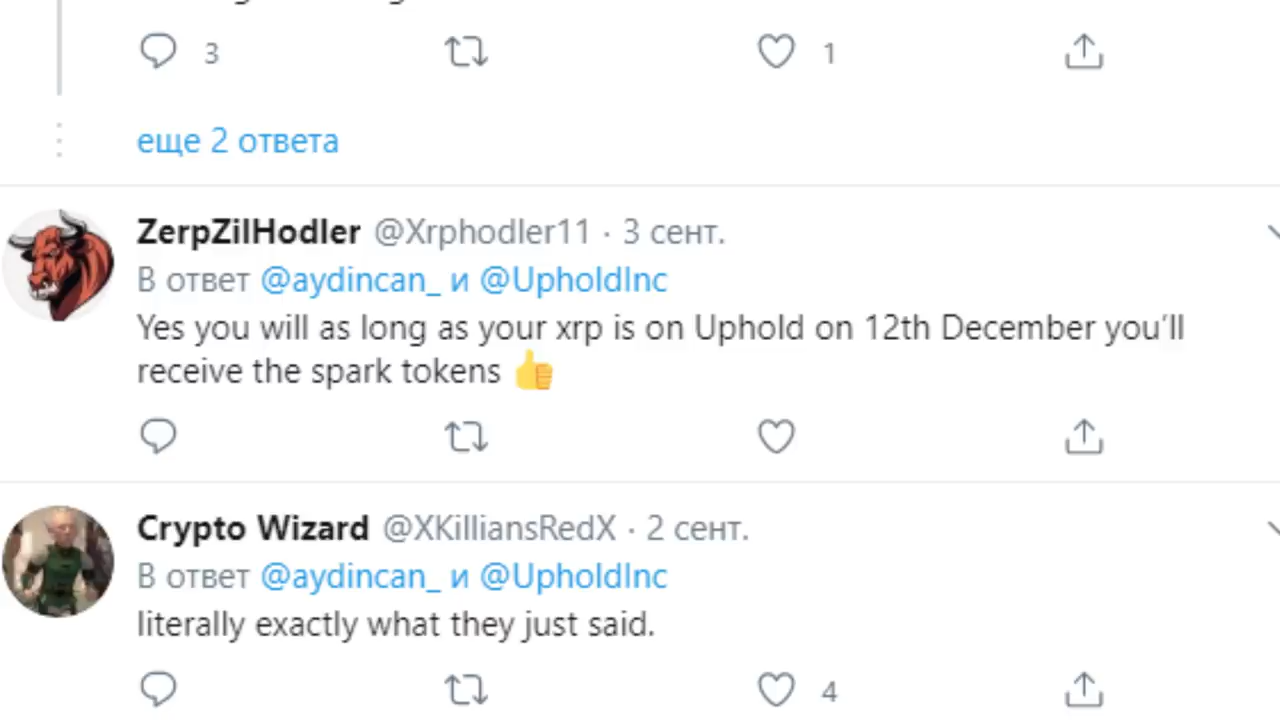 3 1
еще 2 ответа
ZerpZilHodler @Xrphodler11 · 3 сент.
В ответ @aydincan_ и @UpholdInc
Yes you will as long as your xrp is on Uphold on 12th December you’ll
receive the spark tokens 👍
Crypto Wizard @XKilliansRedX · 2 сент.
В ответ @aydincan_ и @UpholdInc
literally exactly what they just said.
4